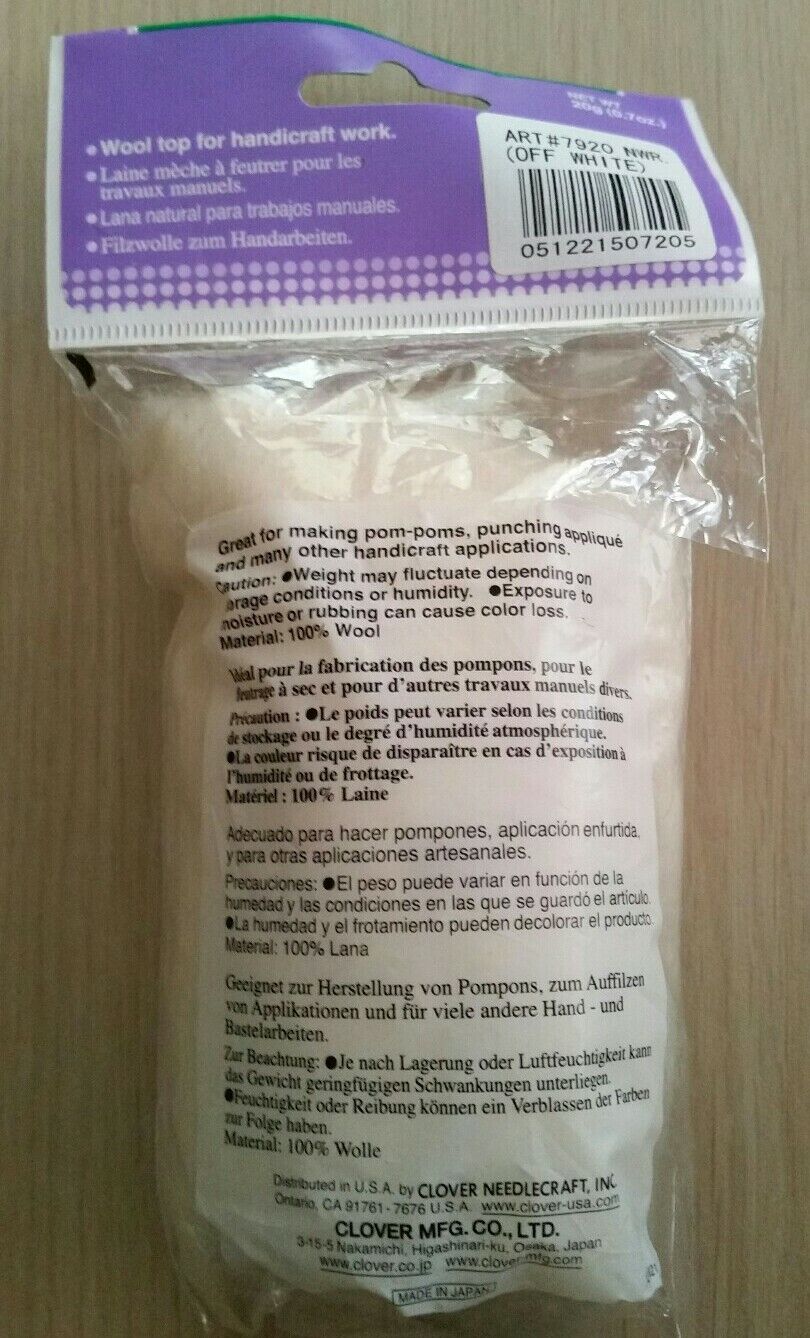 NET WT
20g (0.7oz.)
• Wool top for handicraft work.
• Laine mèche à feutrer pour les
travaux manuels.
• Lana natural para trabajos manuales.
• Filzwolle zum Handarbeiten.
ART#7920 NWR.
(OFF WHITE)
051221507205
Great for making pom-poms, punching appliqué
and many other handicraft applications.
Caution: ●Weight may fluctuate depending on
orage conditions or humidity. ●Exposure to
moisture or rubbing can cause color loss.
Material: 100% Wool
Idéal pour la fabrication des pompons, pour le
feutrage à sec et pour d'autres travaux manuels divers.
Précaution : ●Le poids peut varier selon les conditions
de stockage ou le degré d'humidité atmosphérique.
●La couleur risque de disparaître en cas d'exposition à
l'humidité ou de frottage.
Matériel : 100% Laine
Adecuado para hacer pompones, aplicación enfurtida,
y para otras aplicaciones artesanales.
Precauciones: ●El peso puede variar en función de la
humedad y las condiciones en las que se guardó el artículo.
●La humedad y el frotamiento pueden decolorar el producto.
Material: 100% Lana
Geeignet zur Herstellung von Pompons, zum Auffilzen
von Applikationen und für viele andere Hand - und
Bastelarbeiten.
Zur Beachtung: ●Je nach Lagerung oder Luftfeuchtigkeit kann
das Gewicht geringfügigen Schwankungen unterliegen.
●Feuchtigkeit oder Reibung können ein Verblassen der Farben
zur Folge haben.
Material: 100% Wolle
Distributed in U.S.A. by CLOVER NEEDLECRAFT, INC
Ontario, CA 91761-7676 U.S.A. www.clover-usa.com
CLOVER MFG. CO., LTD.
3-15-5 Nakamichi, Higashinari-ku, Osaka, Japan
www.clover.co.jp www.clover-mfg.com
MADE IN JAPAN